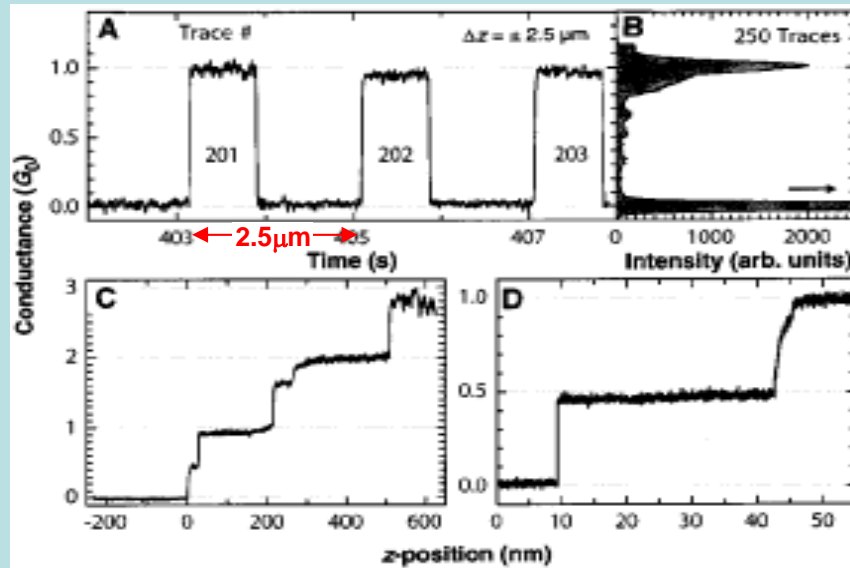 A Trace # Δz = ± 2.5 μm
B 250 Traces
Conductance (G0)
1.0
0.5
0.0
201 202 203
403 405 407
2.5μm
Time (s)
0 1000 2000
Intensity (arb. units)
C
3
2
1
0
-200 0 200 400 600
D
1.0
0.5
0.0
0 10 20 30 40 50
z-position (nm)